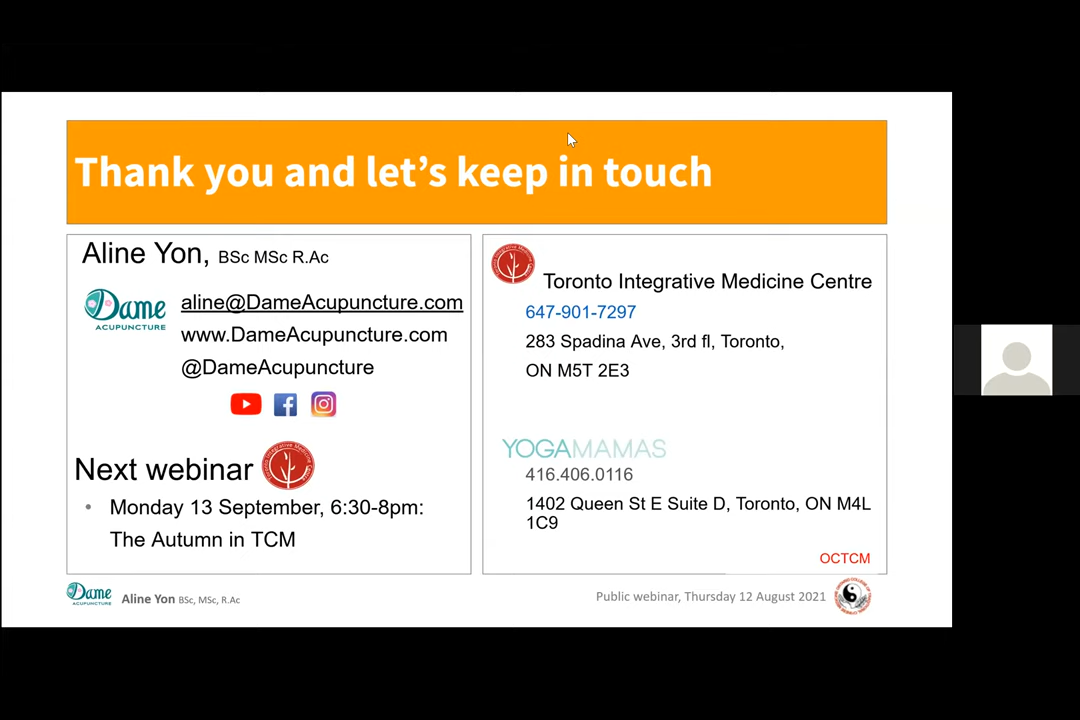 Thank you and let's keep in touch
Aline Yon, BSc MSc R.Ac
Dame
ACUPUNCTURE
aline@DameAcupuncture.com
www.DameAcupuncture.com
@DameAcupuncture
Next webinar
• Monday 13 September, 6:30-8pm:
The Autumn in TCM
Toronto Integrative Medicine Centre
647-901-7297
283 Spadina Ave, 3rd fl, Toronto,
ON M5T 2E3
YOGAMAMAS
416.406.0116
1402 Queen St E Suite D, Toronto, ON M4L
1C9
OCTCM
Dame
ACUPUNCTURE
Aline Yon BSc, MSc, R.Ac
Public webinar, Thursday 12 August 2021